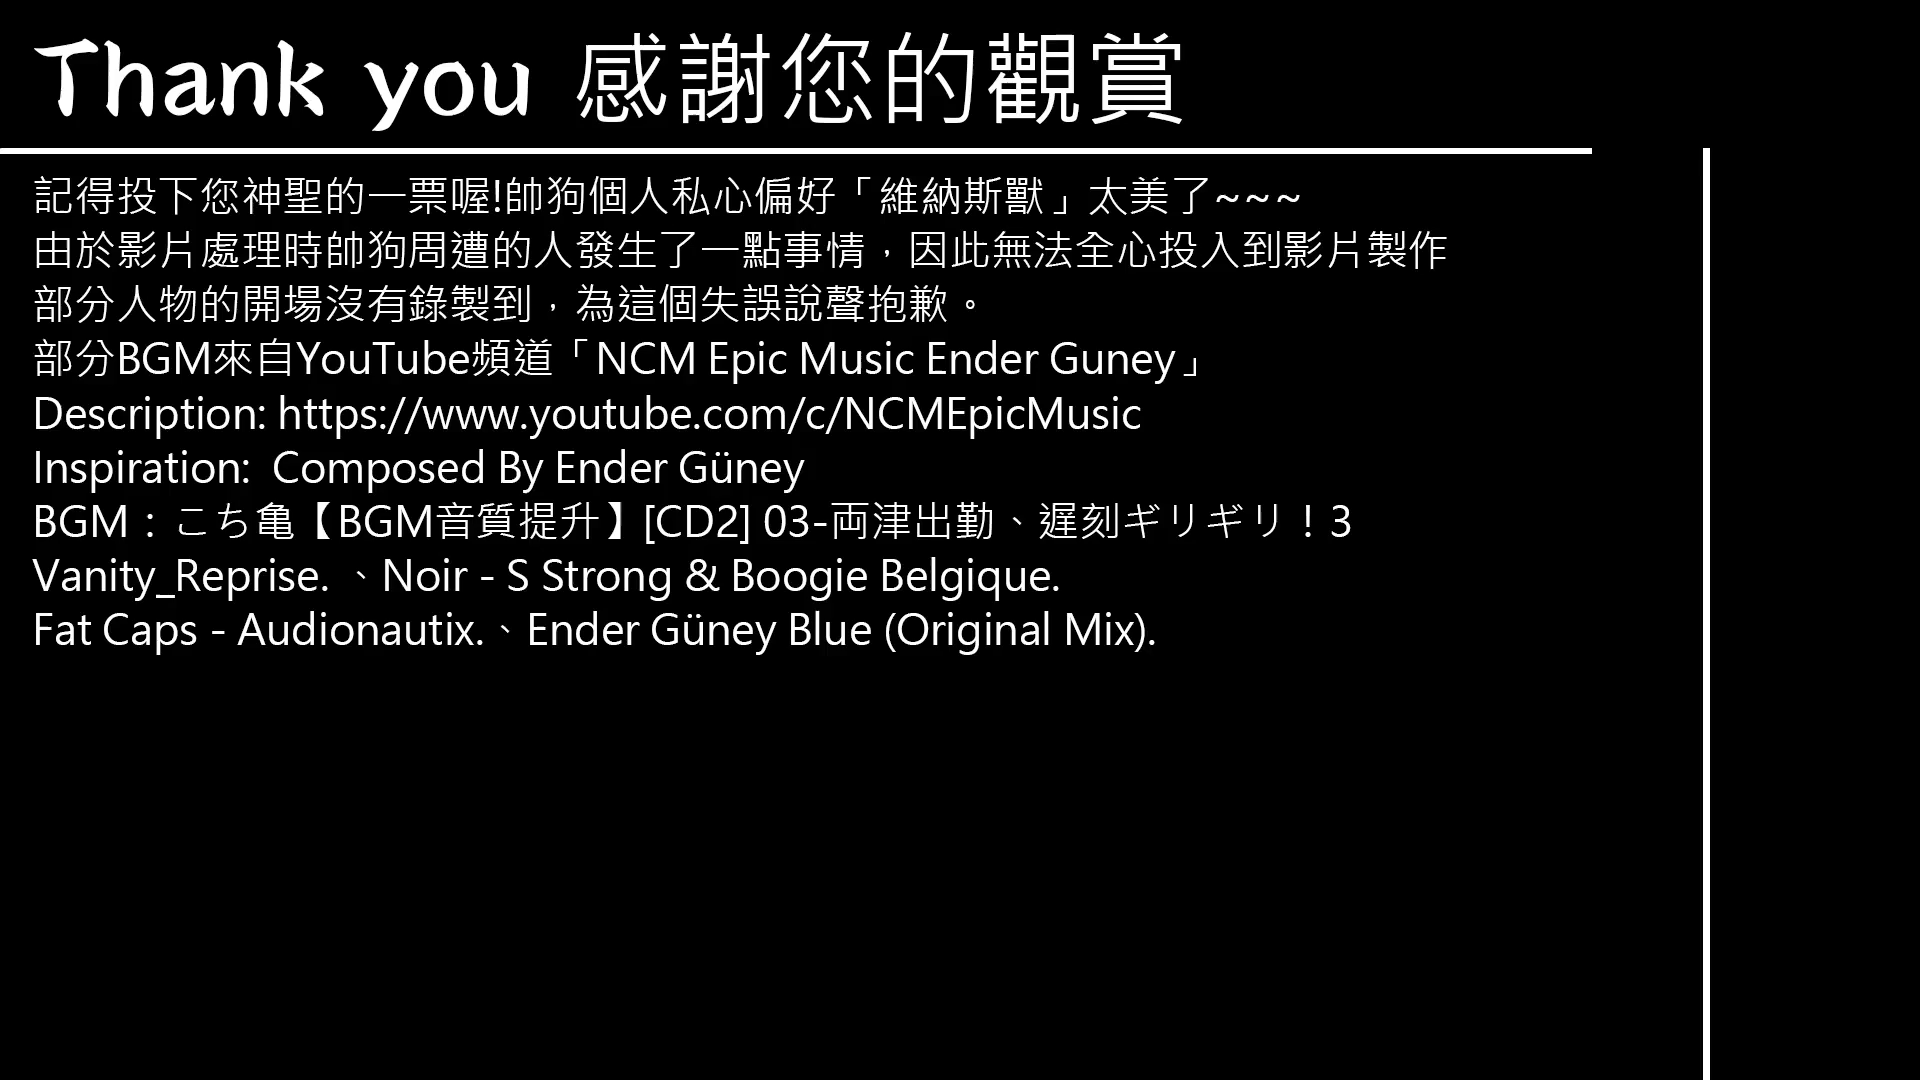 Thank you 感謝您的觀賞
記得投下您神聖的一票喔!帥狗個人私心偏好「維納斯獸」太美了~~~
由於影片處理時帥狗周遭的人發生了一點事情，因此無法全心投入到影片製作
部分人物的開場沒有錄製到，為這個失誤說聲抱歉。
部分BGM來自YouTube頻道「NCM Epic Music Ender Guney」
Description: https://www.youtube.com/c/NCMEpicMusic
Inspiration:  Composed By Ender Güney
BGM：こち亀【BGM音質提升】[CD2] 03-両津出勤、遅刻ギリギリ！3
Vanity_Reprise. 、Noir - S Strong & Boogie Belgique.
Fat Caps - Audionautix.、Ender Güney Blue (Original Mix).